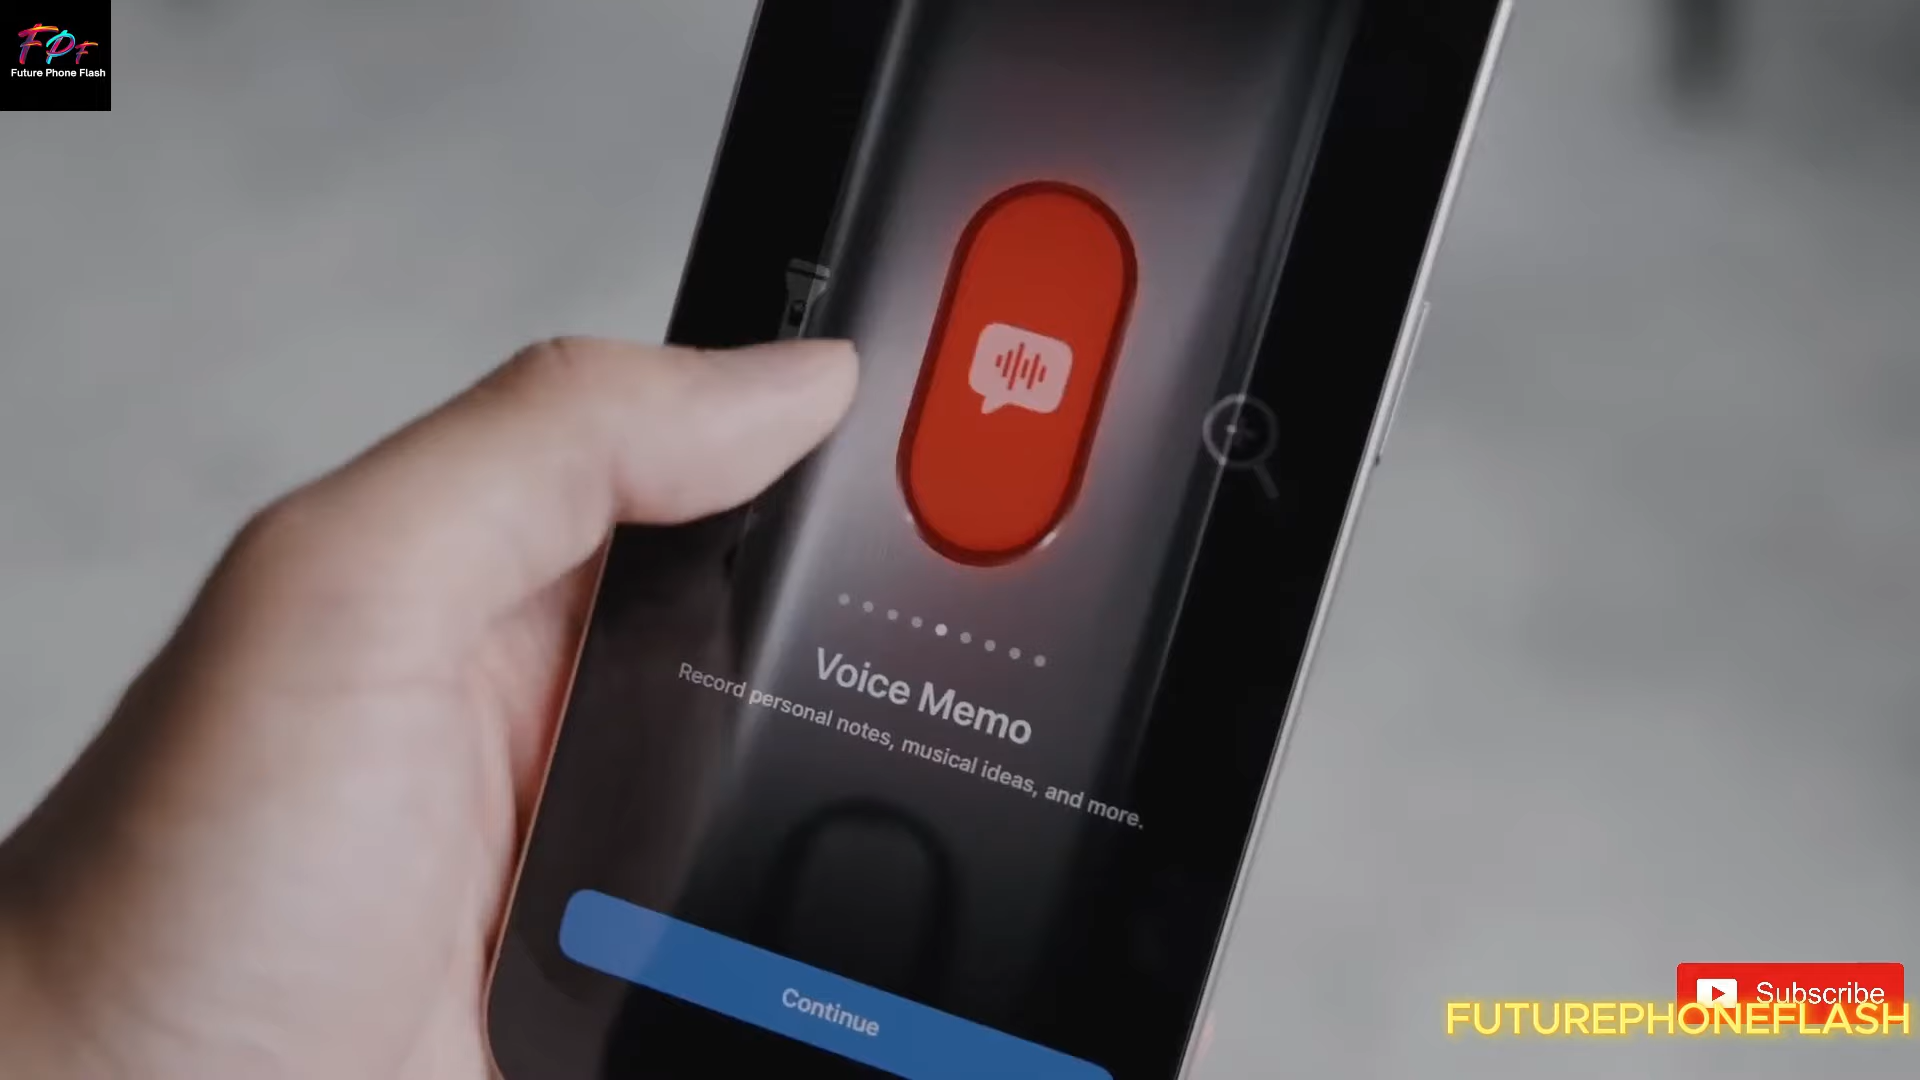 FPF
Future Phone Flash
Voice Memo
Record personal notes, musical ideas, and more.
Continue
Subscribe
FUTUREPHONEFLASH